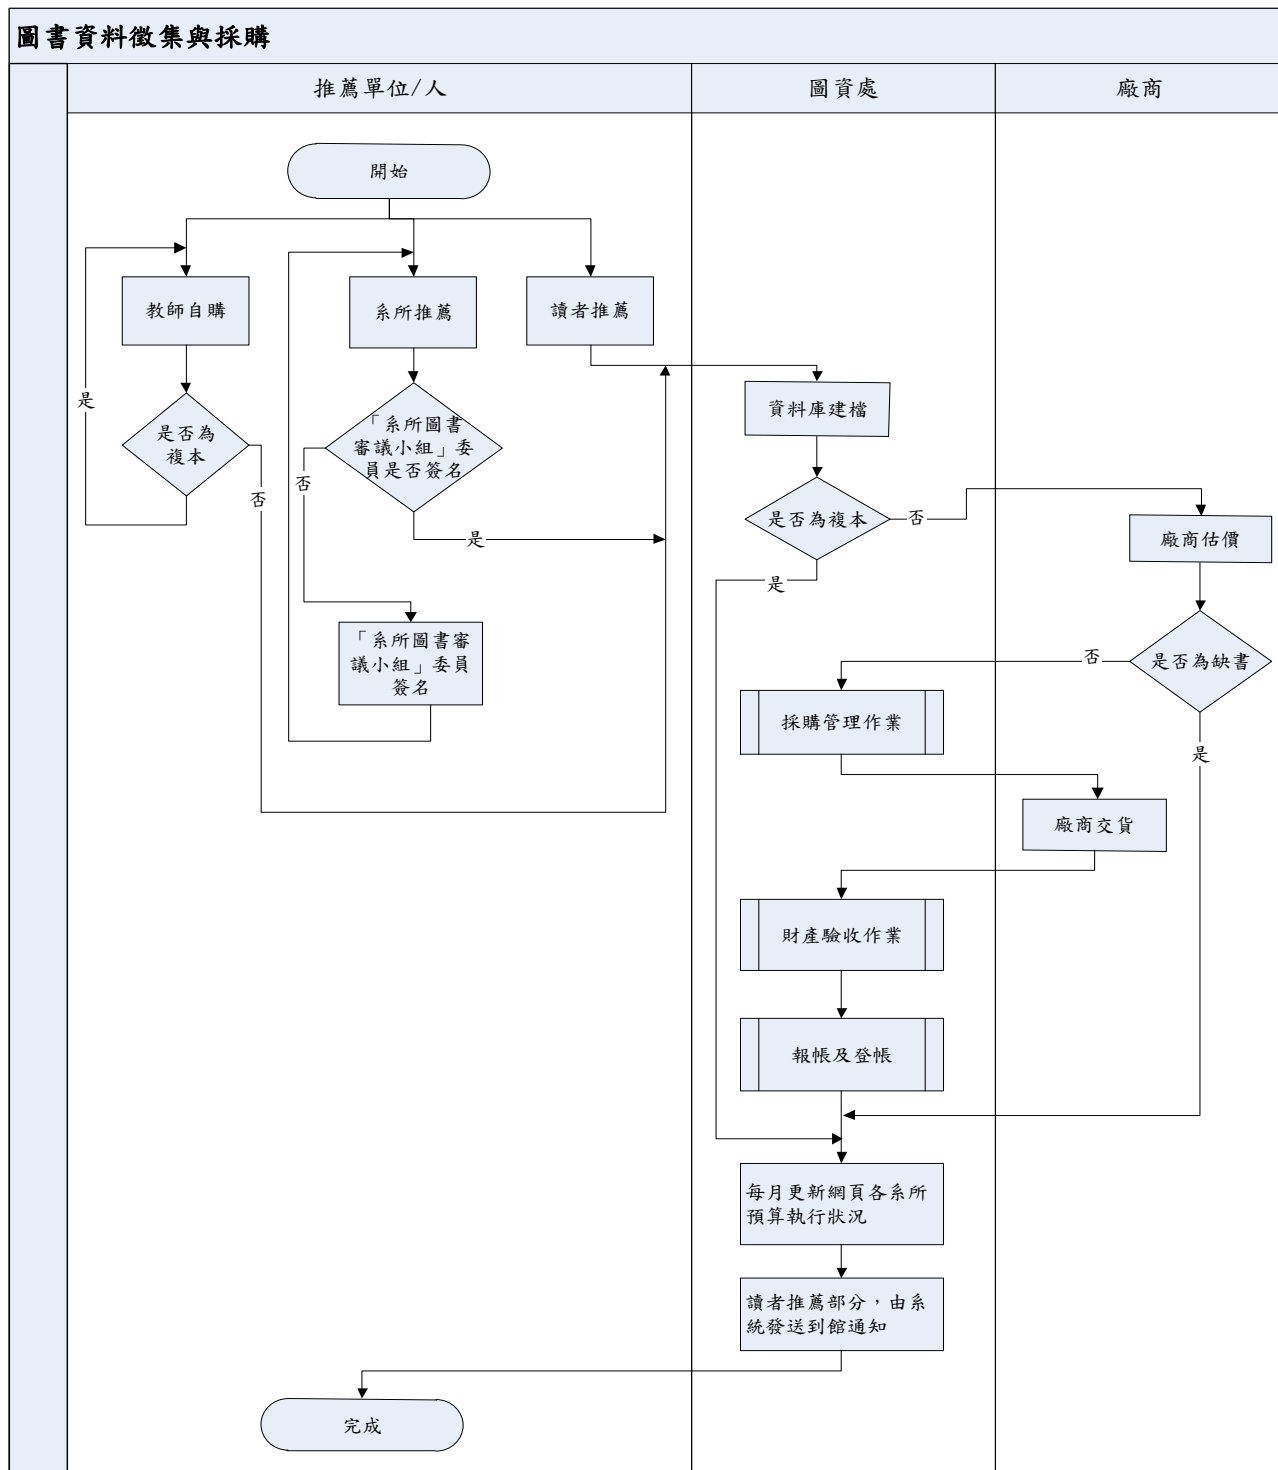 圖書資料徵集與採購
推薦單位/人
圖資處
廠商
開始
教師自購
系所推薦
讀者推薦
是
是否為
複本
否
「系所圖書
審議小組」委
員是否簽名
否
是
「系所圖書審
議小組」委員
簽名
資料庫建檔
是否為複本
否
是
廠商估價
是否為缺書
否
是
採購管理作業
廠商交貨
財產驗收作業
報帳及登帳
每月更新網頁各系所
預算執行狀況
讀者推薦部分，由系
統發送到館通知
完成